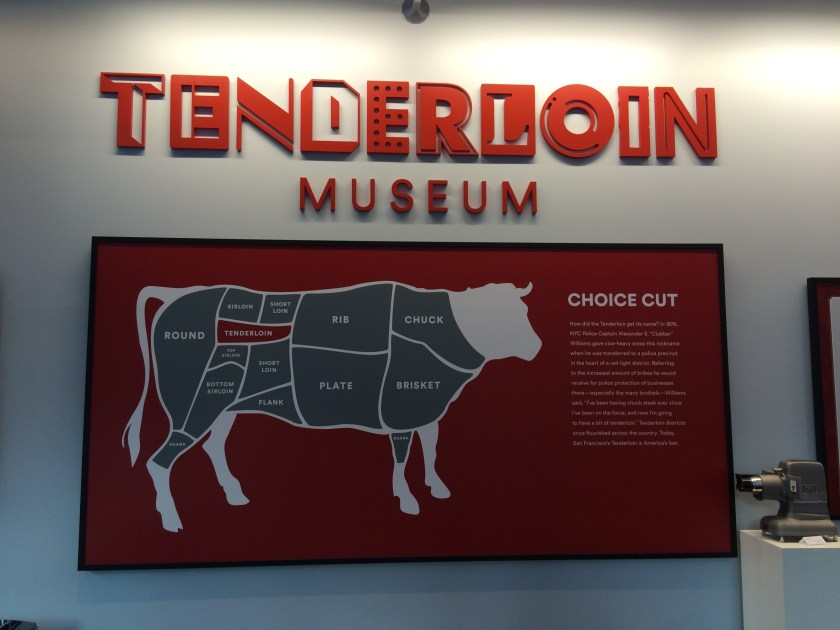 TENDERLOIN
MUSEUM
CHOICE CUT
How did the Tenderloin get its name? In 1876,
NYC Police Captain Alexander S. "Clubber"
Williams gave vice-heavy areas this nickname
when he was transferred to a police precinct
in the heart of a red-light district. Referring
to the increased amount of bribes he would
receive for police protection of businesses
there—especially the many brothels—Williams
said, "I've been having chuck steak ever since
I've been on the force, and now I'm going
to have a bit of tenderloin." Tenderloin districts
once flourished across the country. Today,
San Francisco's Tenderloin is America's last.
ROUND
SIRLOIN
SHORT
LOIN
TENDERLOIN
RIB
CHUCK
TOP
SIRLOIN
SHORT
LOIN
BOTTOM
SIRLOIN
PLATE
BRISKET
FLANK
SHANK
SHANK